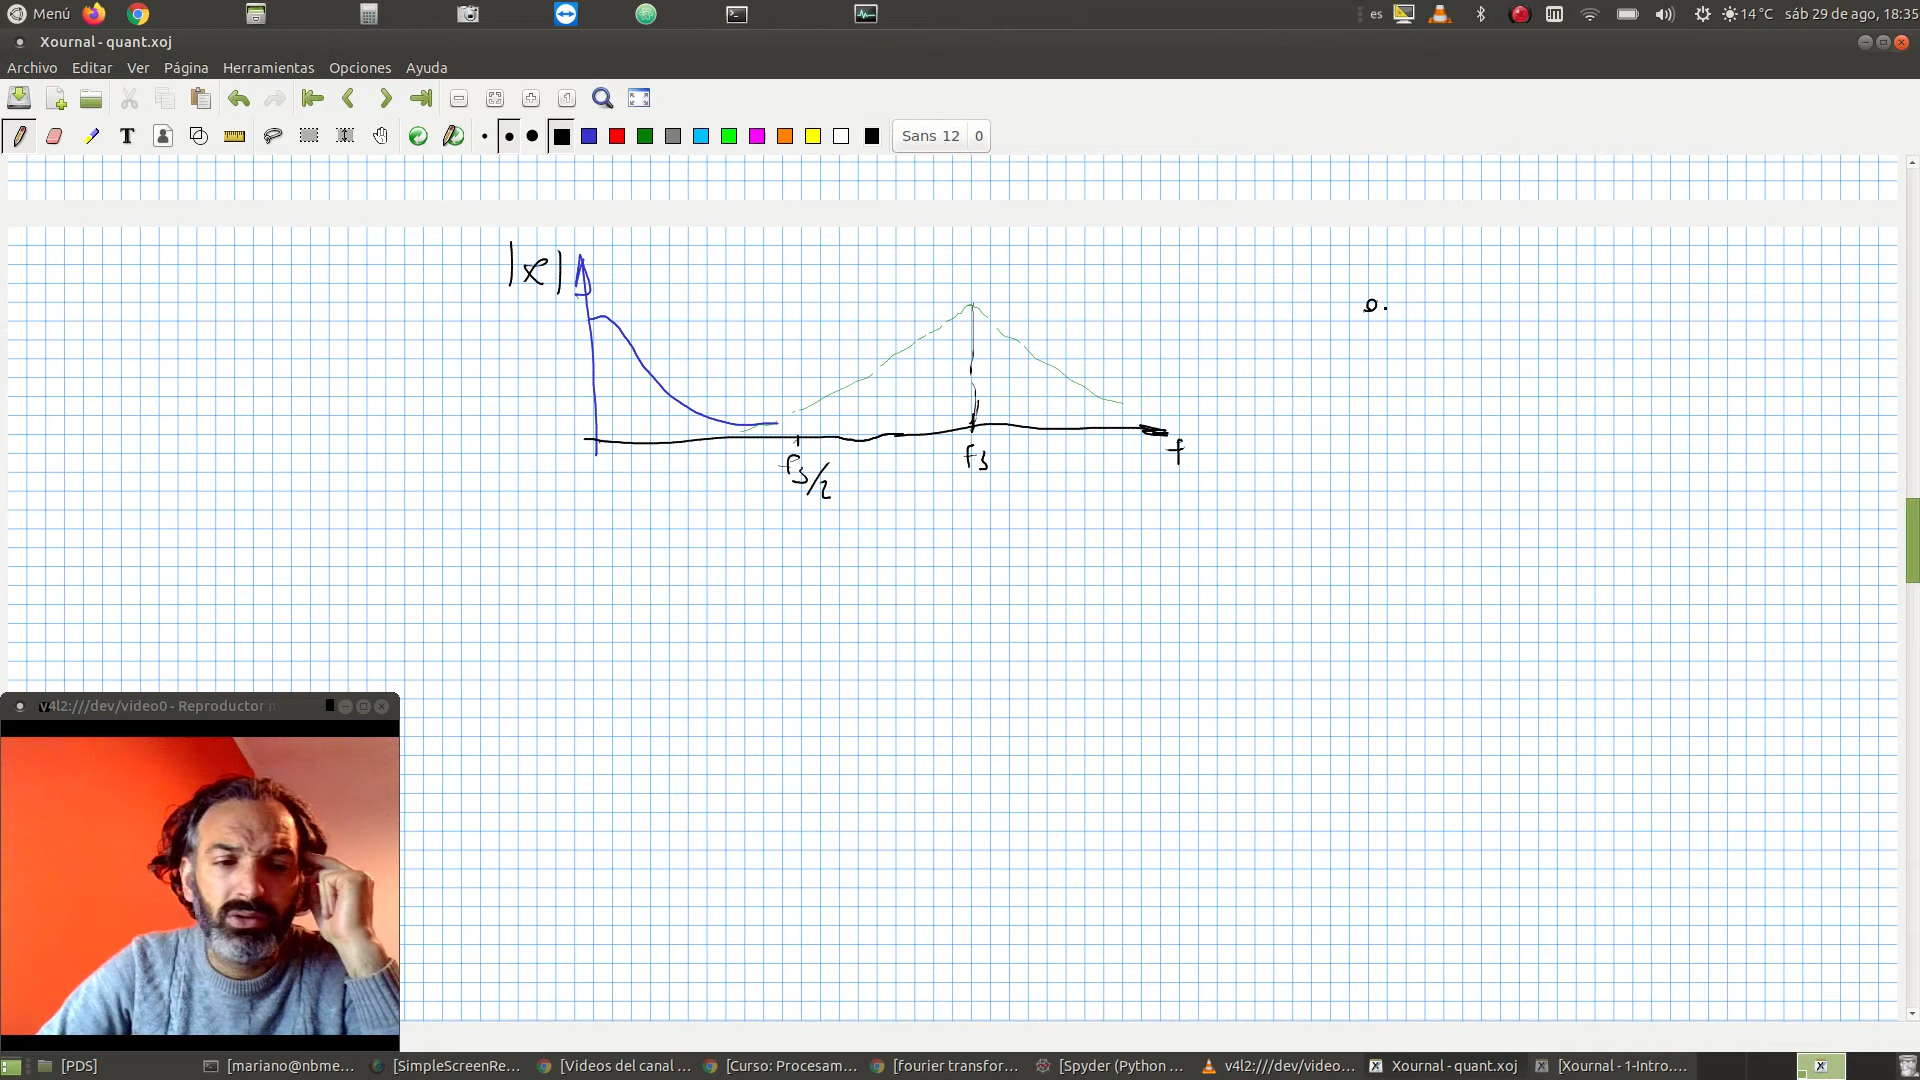 Menú
es
14 °C
sáb 29 de ago, 18:35
Xournal - quant.xoj
Archivo Editar Ver Página Herramientas Opciones Ayuda
Sans 12 0
|x|
o.
fs/2
fs
f
v4l2:///dev/video0 - Reproductor m
[PDS]
[mariano@nbme...
[SimpleScreenRe...
[Videos del canal ...
[Curso: Procesam...
[fourier transfor...
[Spyder (Python ...
v4l2:///dev/video...
Xournal - quant.xoj
[Xournal - 1-Intro....